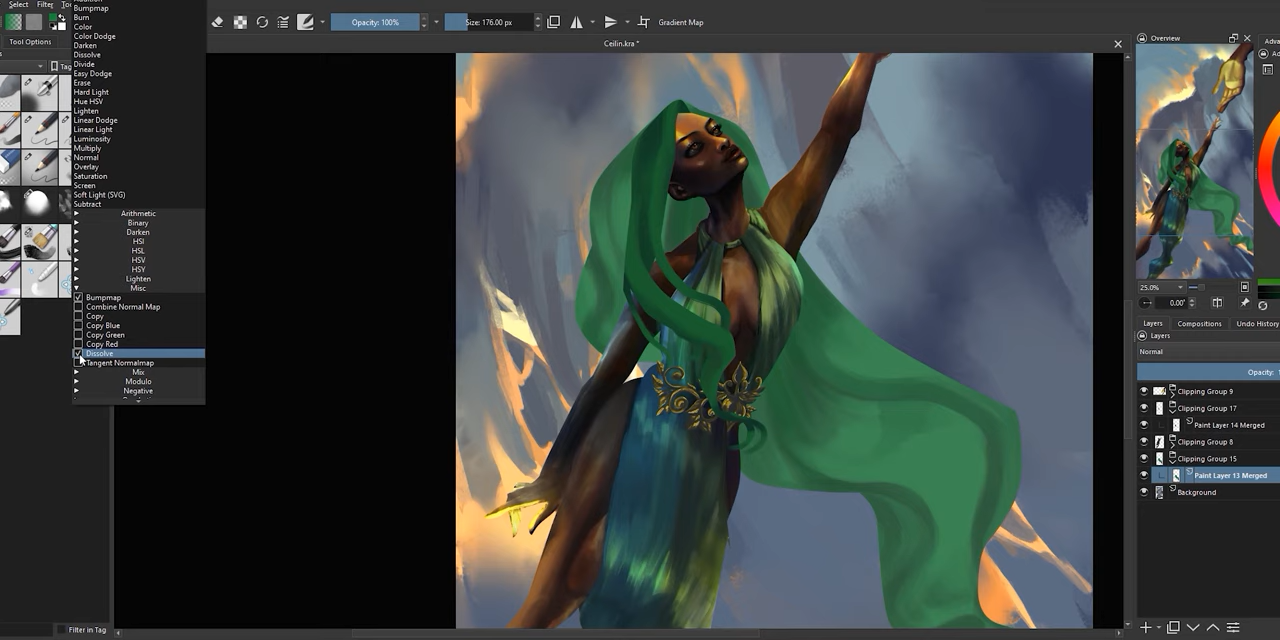 Select Filter
Opacity: 100%
Size: 176.00 px
Gradient Map
Tool Options
Ceilin.kra *
Tag
Bumpmap
Burn
Color
Color Dodge
Darken
Dissolve
Divide
Easy Dodge
Erase
Hard Light
Hue HSV
Lighten
Linear Dodge
Linear Light
Luminosity
Multiply
Normal
Overlay
Saturation
Screen
Soft Light (SVG)
Subtract
Arithmetic
Binary
Darken
HSI
HSL
HSV
HSY
Lighten
Misc
Bumpmap
Combine Normal Map
Copy
Copy Blue
Copy Green
Copy Red
Dissolve
Tangent Normalmap
Mix
Modulo
Negative
Filter in Tag
Overview
25.0%
0.00°
Layers Compositions Undo History
Layers
Normal
Opacity:
Clipping Group 9
Clipping Group 17
Paint Layer 14 Merged
Clipping Group 8
Clipping Group 15
Paint Layer 13 Merged
Background